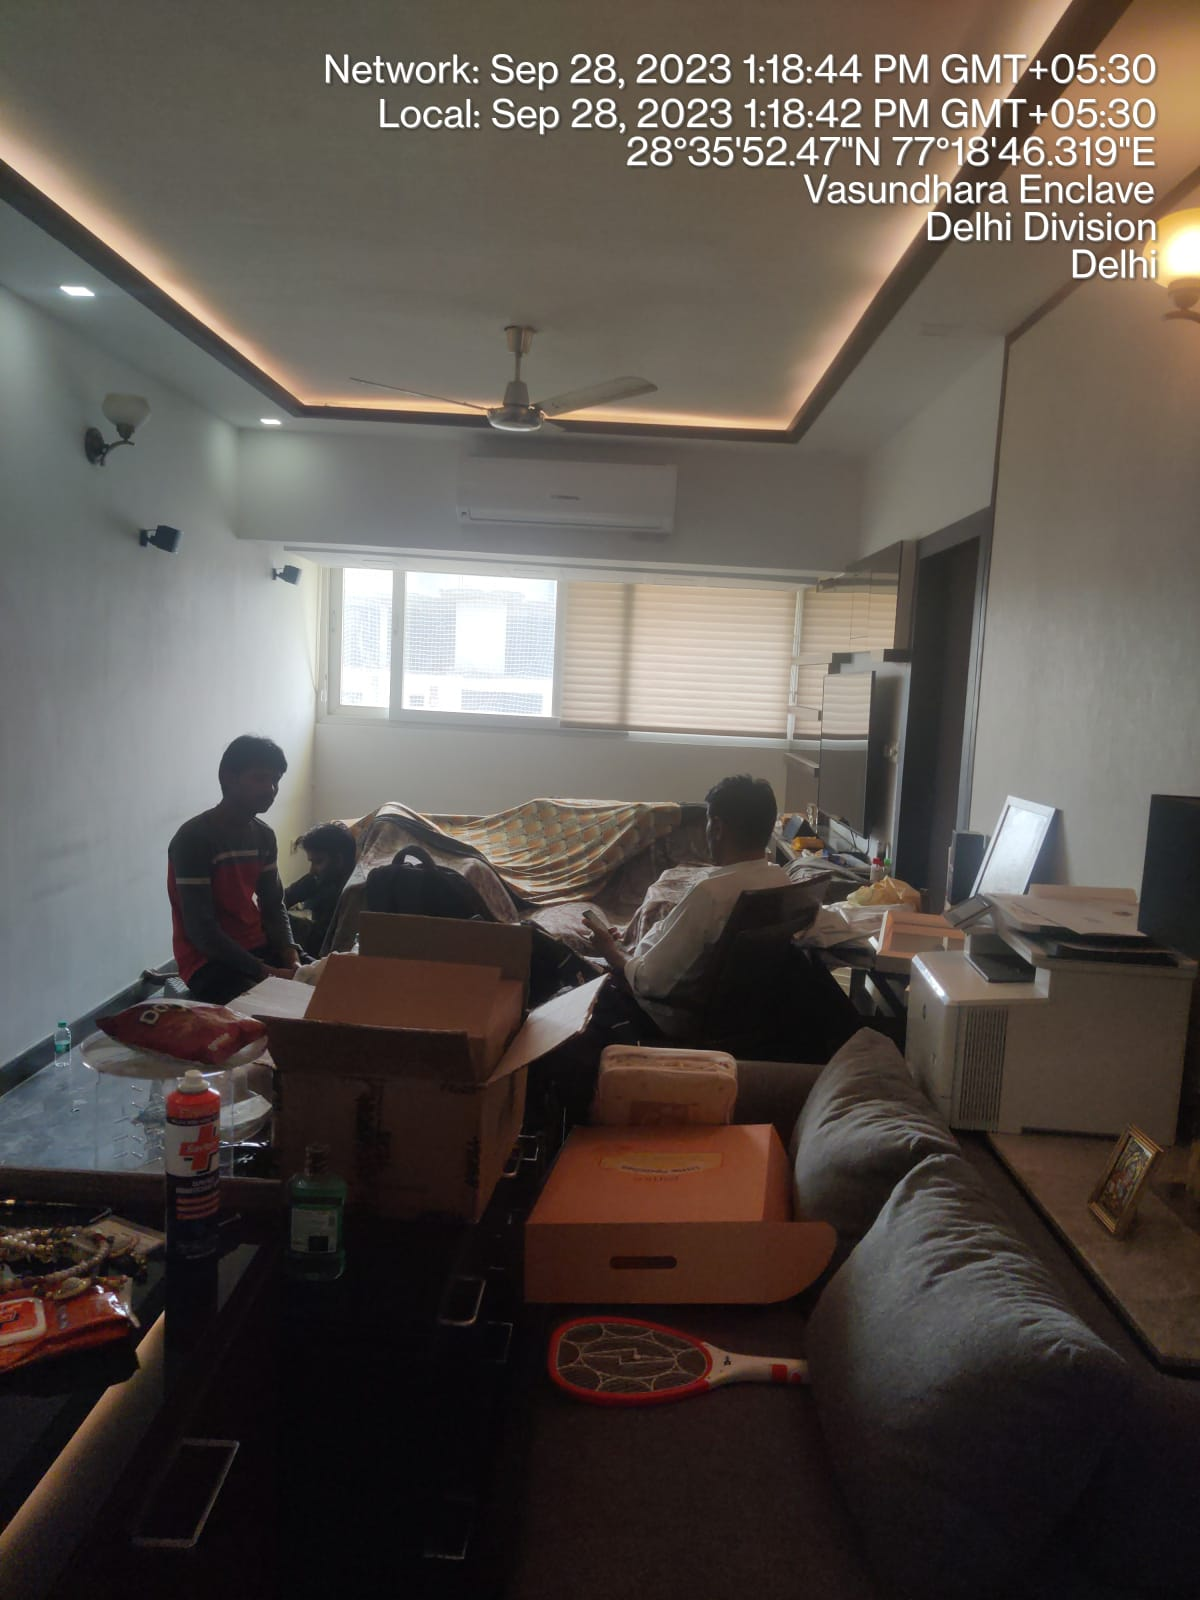 Network: Sep 28, 2023 1:18:44 PM GMT+05:30
Local: Sep 28, 2023 1:18:42 PM GMT+05:30
28°35'52.47"N 77°18'46.319"E
Vasundhara Enclave
Delhi Division
Delhi